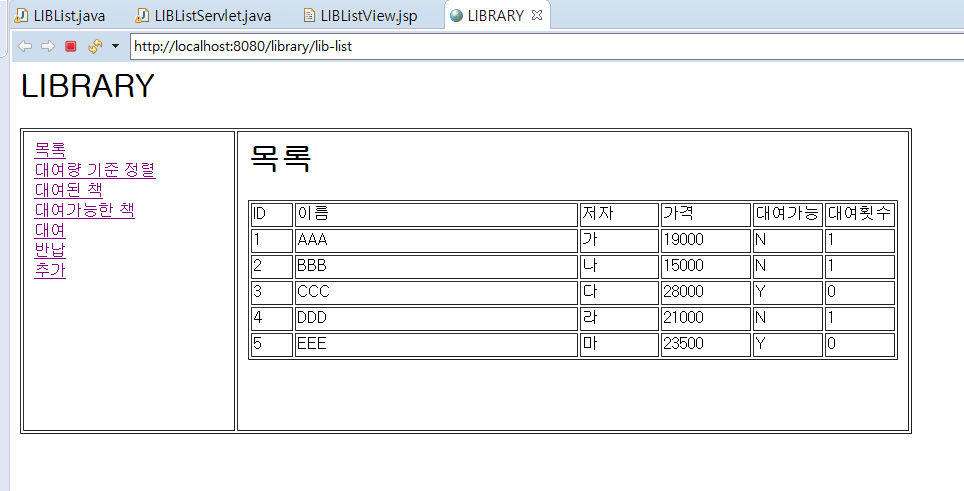 LIBList.java LIBListServlet.java LIBListView.jsp LIBRARY
http://localhost:8080/library/lib-list
LIBRARY
목록
대여량 기준 정렬
대여된 책
대여가능한 책
대여
반납
추가
목록
ID 이름 저자 가격 대여가능 대여횟수
1 AAA 가 19000 N 1
2 BBB 나 15000 N 1
3 CCC 다 28000 Y 0
4 DDD 라 21000 N 1
5 EEE 마 23500 Y 0